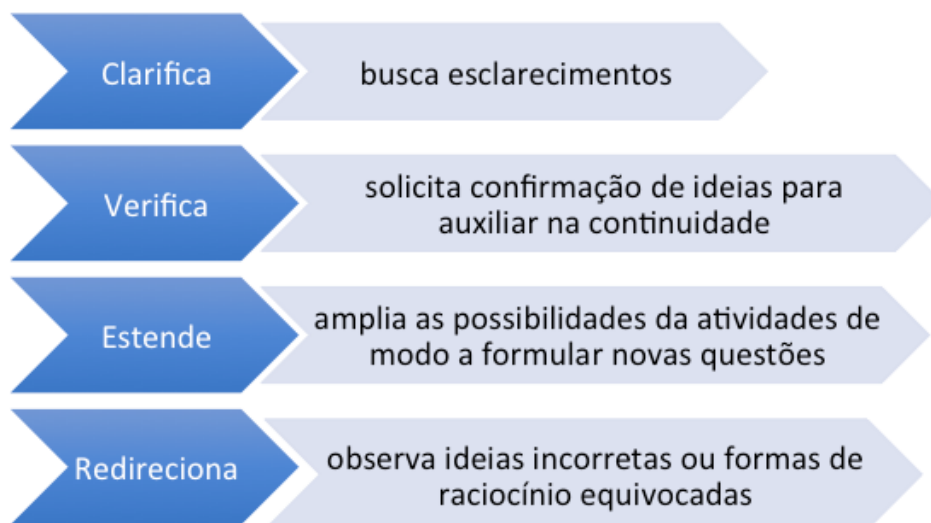 Clarifica
busca esclarecimentos
Verifica
solicita confirmação de ideias para
auxiliar na continuidade
Estende
amplia as possibilidades da atividades de
modo a formular novas questões
Redireciona
observa ideias incorretas ou formas de
raciocínio equivocadas